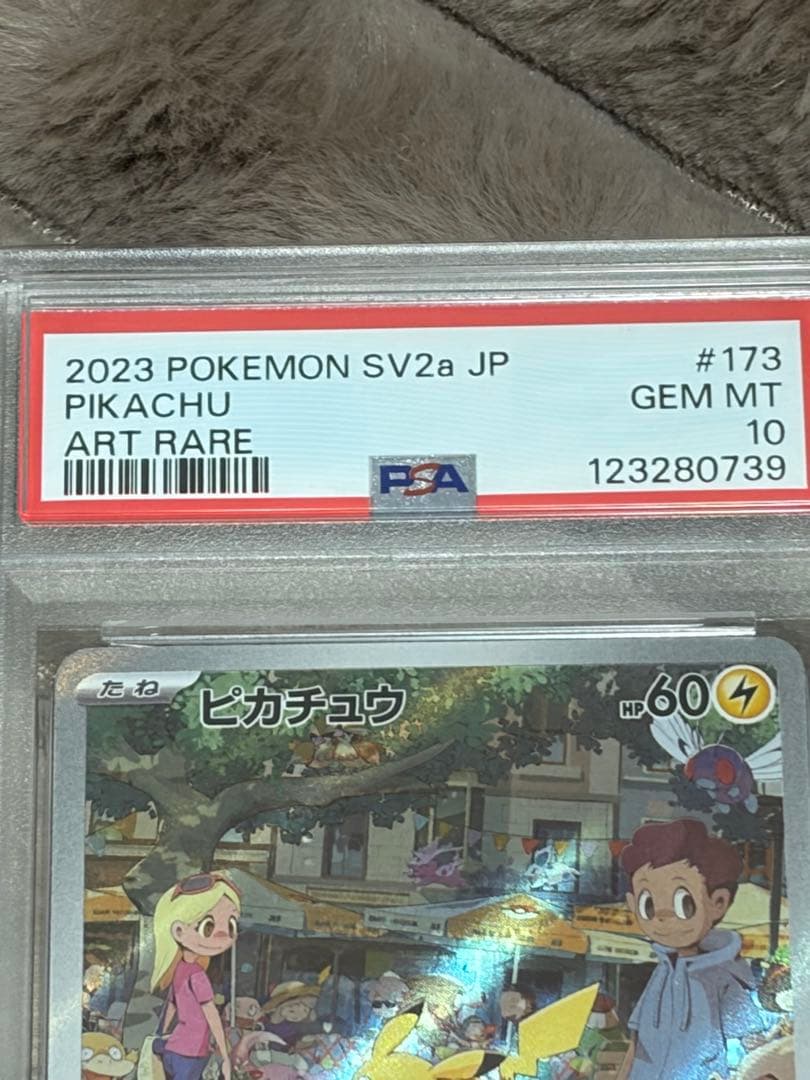 2023 POKEMON SV2a JP #173
PIKACHU GEM MT
ART RARE 10
123280739
PSA
たね ピカチュウ HP60